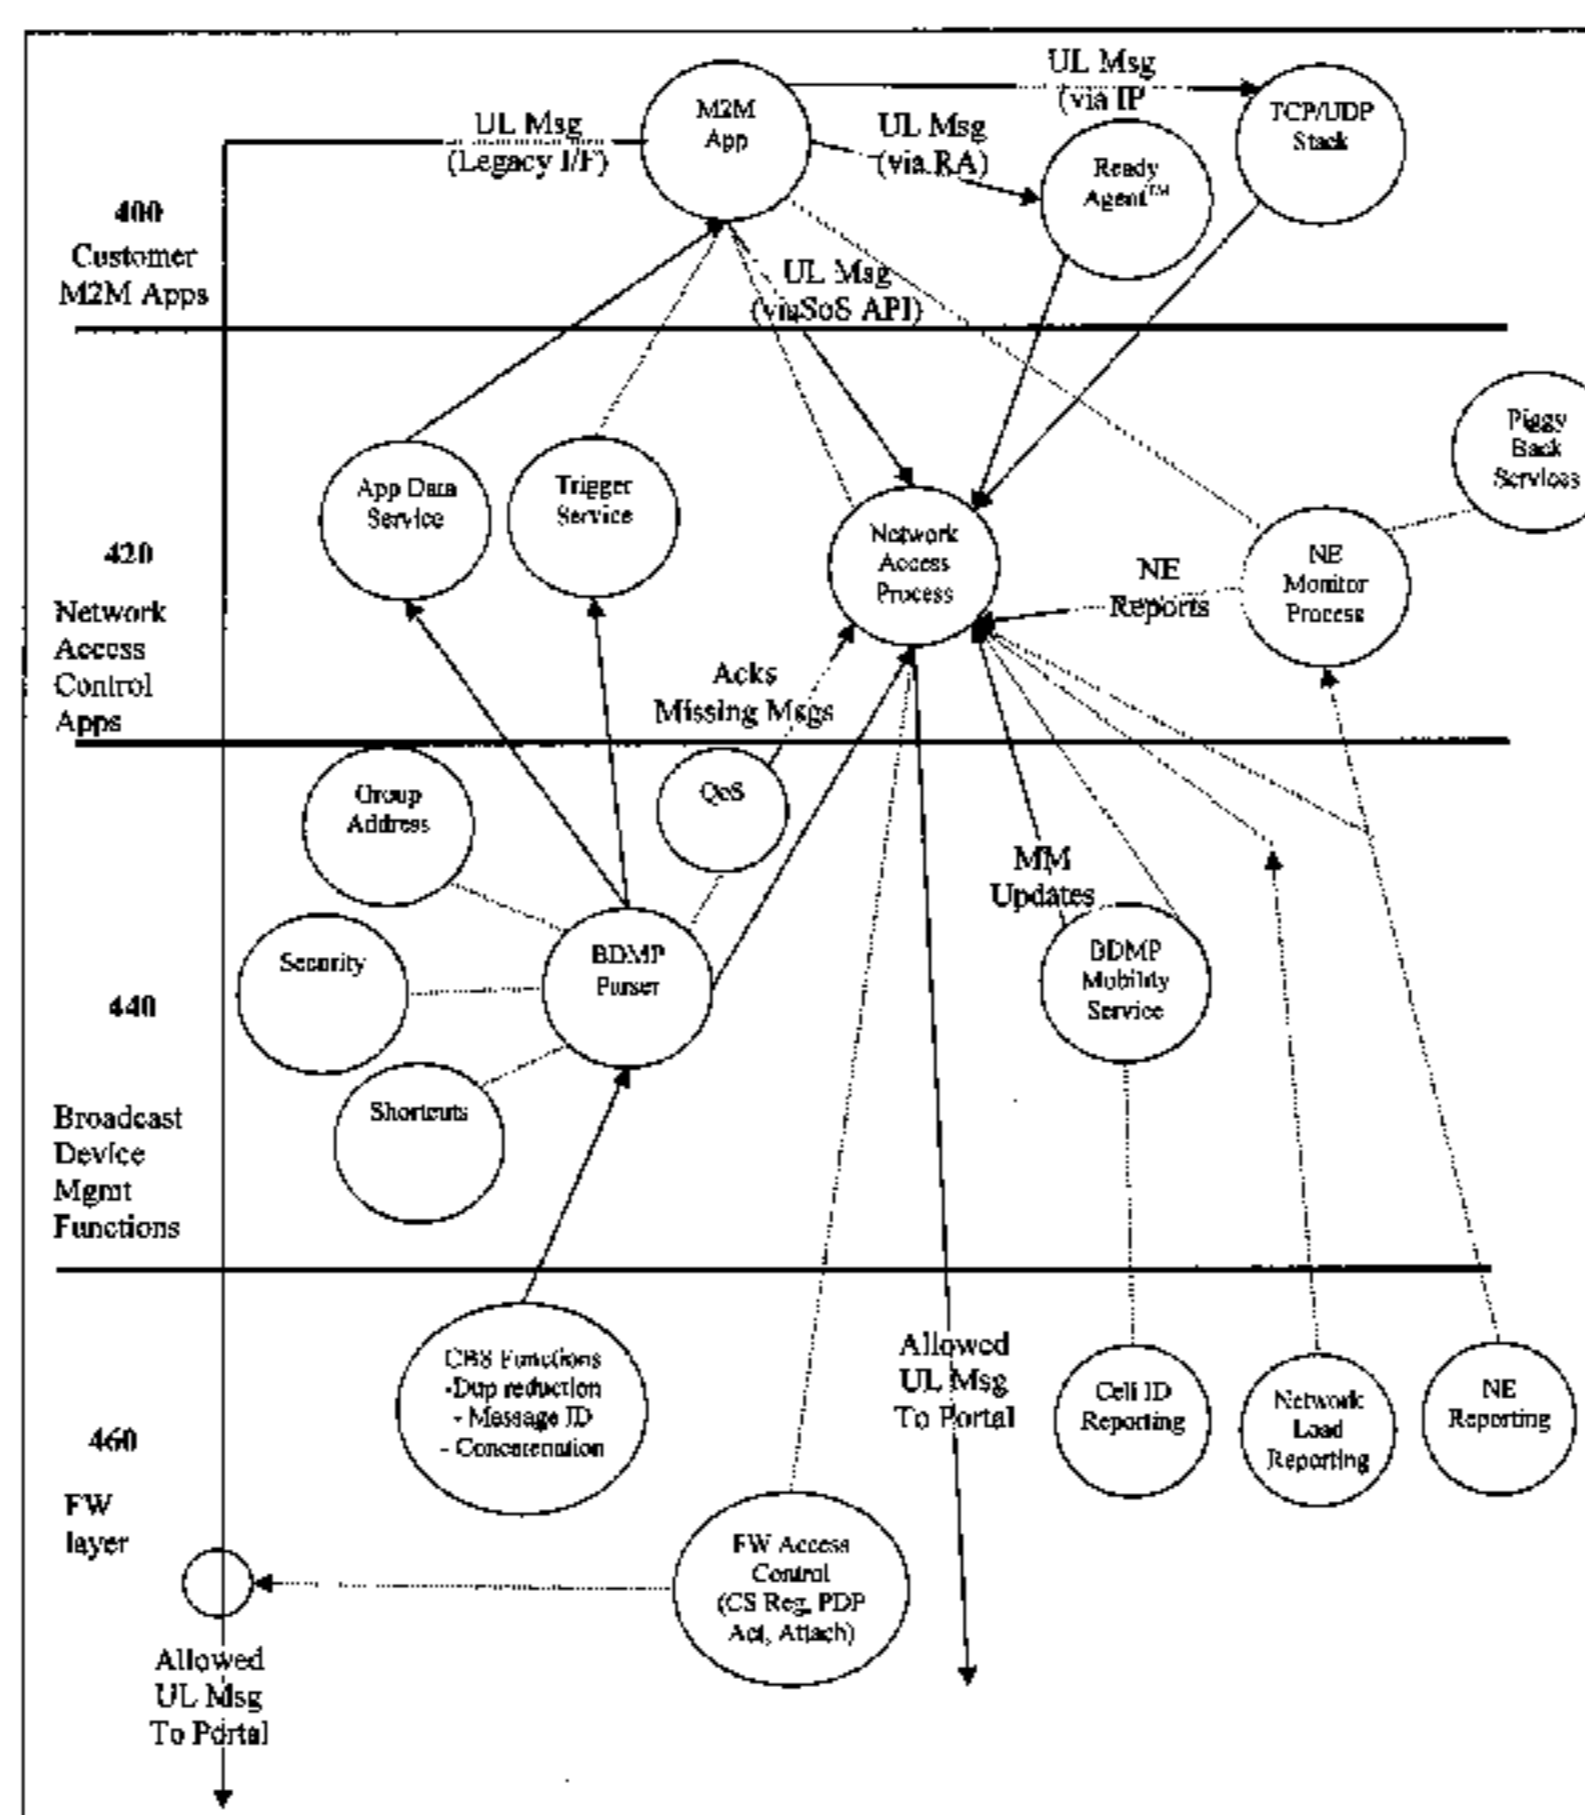 UL Msg
(via IP
M2M
App
TCP/UDP
Stack
UL Msg
(Legacy I/F)
UL Msg
(via RA)
Ready
Agent™
400
Customer
M2M Apps
UL Msg
(viaSoS API)
Piggy
Back
Services
App Data
Service
Trigger
Service
Network
Access
Process
NE
Monitor
Process
NE
Reports
420
Network
Access
Control
Apps
Acks
Missing Msgs
Group
Address
QoS
MM
Updates
Security
BDMP
Parser
BDMP
Mobility
Service
440
Shortcuts
Broadcast
Device
Mgmt
Functions
CBS Functions
-Dup reduction
- Message ID
- Concatenation
Allowed
UL Msg
To Portal
Cell ID
Reporting
Network
Load
Reporting
NE
Reporting
460
FW
layer
FW Access
Control
(CS Reg, PDP
Act, Attach)
Allowed
UL Msg
To Portal